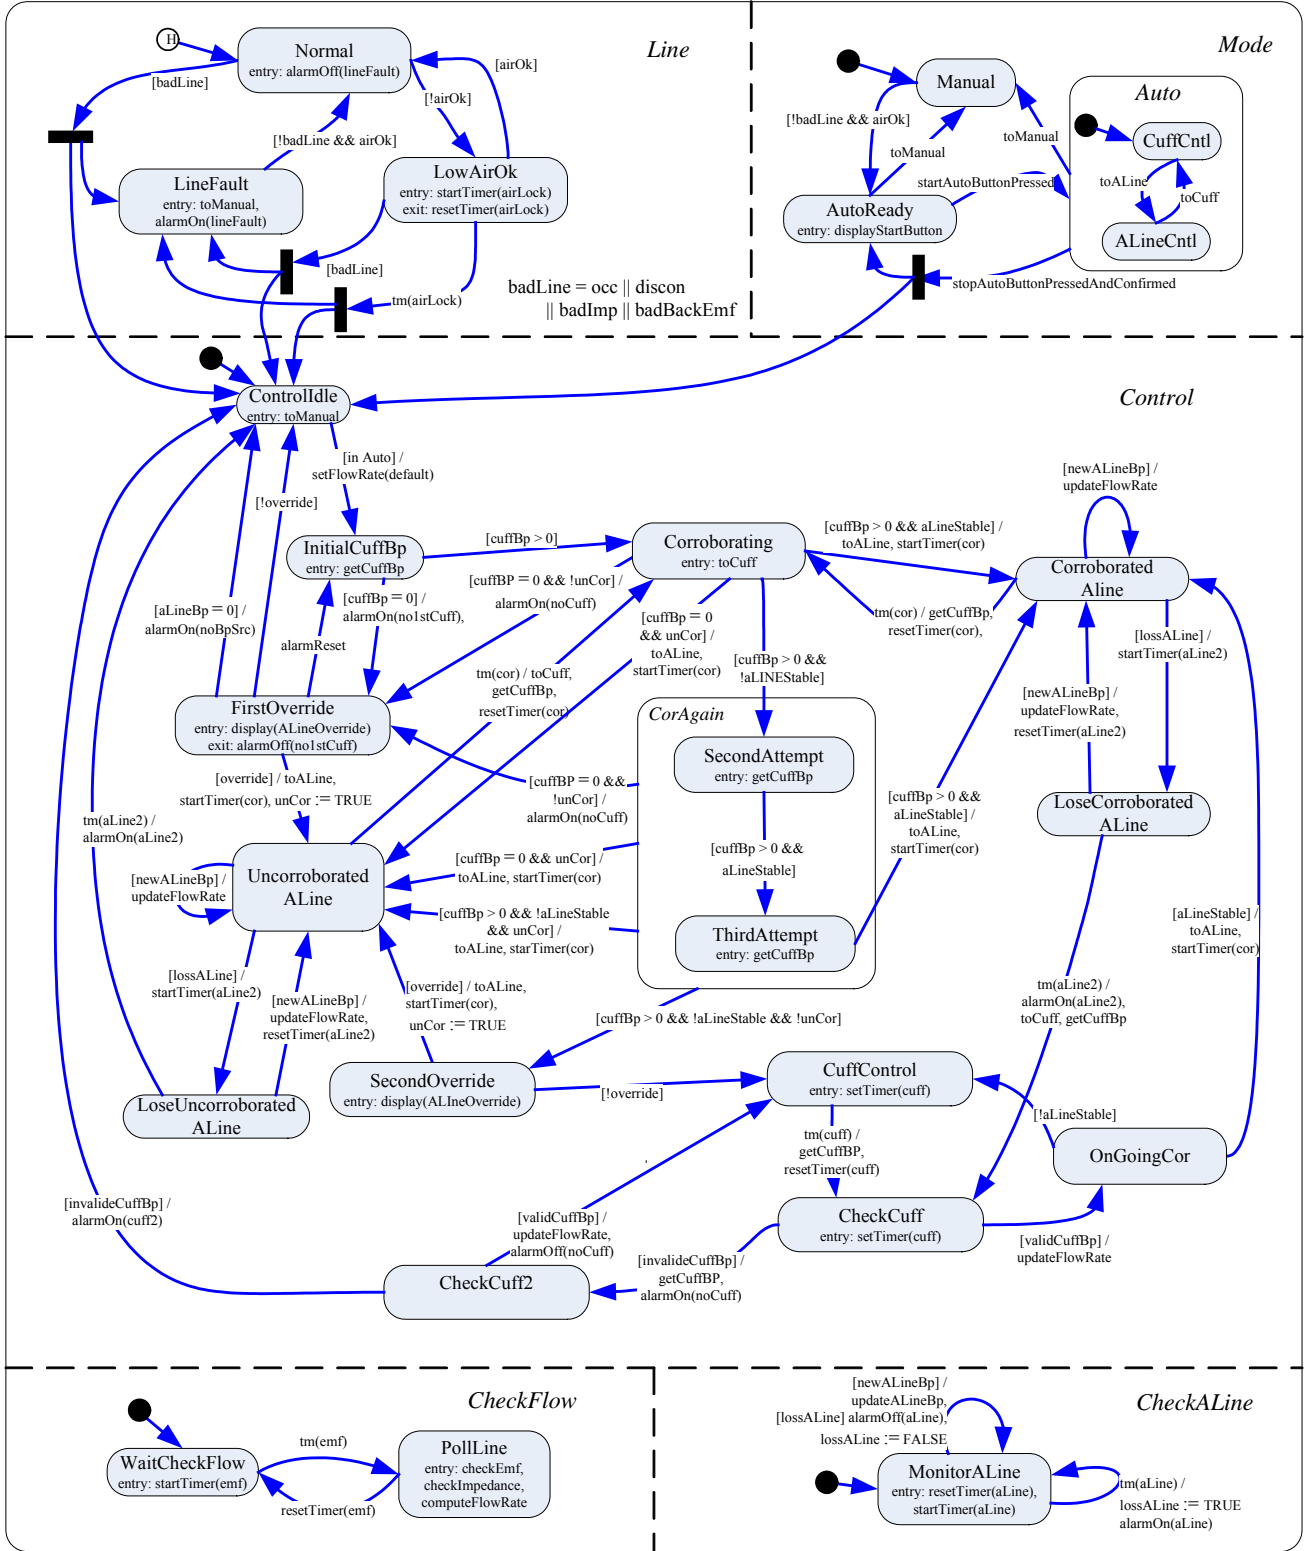 H
Normal
entry: alarmOff(lineFault)
[badLine]
[airOk]
[!airOk]
Line
[!badLine && airOk]
LineFault
entry: toManual,
alarmOn(lineFault)
LowAirOk
entry: startTimer(airLock)
exit: resetTimer(airLock)
[badLine]
tm(airLock)
badLine = occ || discon
|| badImp || badBackEmf
Mode
Manual
Auto
[!badLine && airOk]
toManual
toManual
CuffCntl
toALine
toCuff
ALineCntl
startAutoButtonPressed
AutoReady
entry: displayStartButton
stopAutoButtonPressedAndConfirmed
Control
ControlIdle
entry: toManual
[in Auto] /
setFlowRate(default)
[!override]
InitialCuffBp
entry: getCuffBp
[cuffBp > 0]
Corroborating
entry: toCuff
[cuffBp > 0 && aLineStable] /
toALine, startTimer(cor)
[newALineBp] /
updateFlowRate
Corroborated
Aline
[cuffBP = 0 && !unCor] /
alarmOn(noCuff)
[cuffBp = 0] /
alarmOn(no1stCuff),
[aLineBp = 0] /
alarmOn(noBpSrc)
alarmReset
[cuffBp = 0
&& unCor] /
toALine,
startTimer(cor)
tm(cor) / getCuffBp,
resetTimer(cor),
[lossALine] /
startTimer(aLine2)
[cuffBp > 0 &&
!aLINEStable]
tm(cor) / toCuff,
getCuffBp,
resetTimer(cor)
[newALineBp] /
updateFlowRate,
resetTimer(aLine2)
FirstOverride
entry: display(ALineOverride)
exit: alarmOff(no1stCuff)
CorAgain
SecondAttempt
entry: getCuffBp
[override] / toALine,
startTimer(cor), unCor := TRUE
[cuffBP = 0 &&
!unCor] /
alarmOn(noCuff)
[cuffBp > 0 &&
aLineStable] /
toALine,
startTimer(cor)
LoseCorroborated
ALine
tm(aLine2) /
alarmOn(aLine2)
[cuffBp > 0 &&
aLineStable]
[newALineBp] /
updateFlowRate
Uncorroborated
ALine
[cuffBp = 0 && unCor] /
toALine, startTimer(cor)
[cuffBp > 0 && !aLineStable
&& unCor] /
toALine, starTimer(cor)
ThirdAttempt
entry: getCuffBp
[aLineStable] /
toALine,
startTimer(cor)
[lossALine] /
startTimer(aLine2)
[newALineBp] /
updateFlowRate,
resetTimer(aLine2)
[override] / toALine,
startTimer(cor),
unCor := TRUE
[cuffBp > 0 && !aLineStable && !unCor]
tm(aLine2) /
alarmOn(aLine2),
toCuff, getCuffBp
LoseUncorroborated
ALine
SecondOverride
entry: display(ALIneOverride)
[!override]
CuffControl
entry: setTimer(cuff)
[!aLineStable]
tm(cuff) /
getCuffBP,
resetTimer(cuff)
OnGoingCor
[invalideCuffBp] /
alarmOn(cuff2)
[validCuffBp] /
updateFlowRate,
alarmOff(noCuff)
CheckCuff
entry: setTimer(cuff)
[validCuffBp] /
updateFlowRate
[invalideCuffBp] /
getCuffBP,
alarmOn(noCuff)
CheckCuff2
CheckFlow
WaitCheckFlow
entry: startTimer(emf)
tm(emf)
PollLine
entry: checkEmf,
checkImpedance,
computeFlowRate
resetTimer(emf)
[newALineBp] /
updateALineBp,
[lossALine] alarmOff(aLine),
lossALine := FALSE
CheckALine
MonitorALine
entry: resetTimer(aLine),
startTimer(aLine)
tm(aLine) /
lossALine := TRUE
alarmOn(aLine)